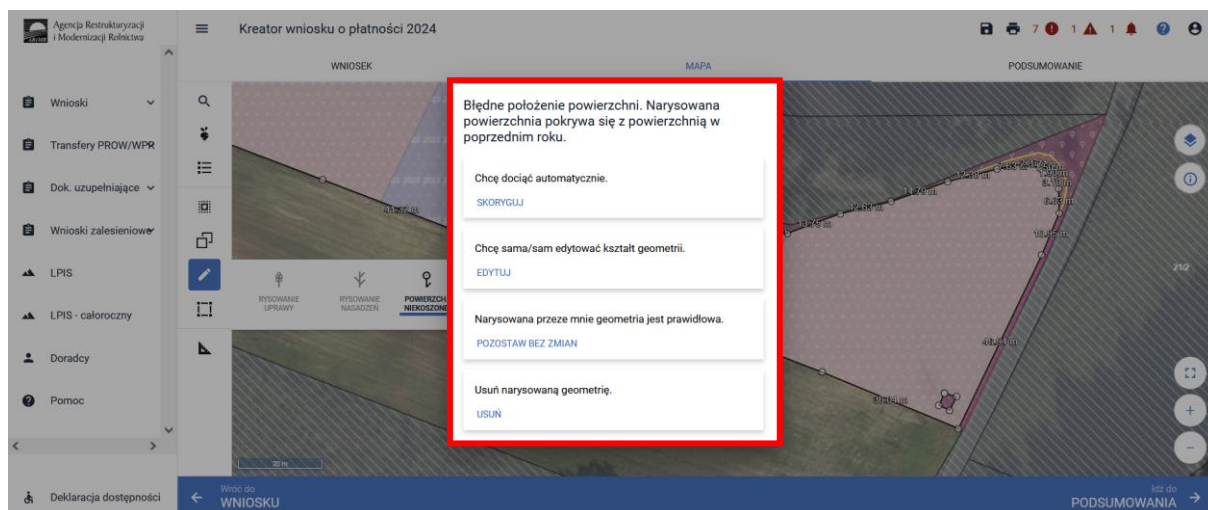 Agencja Restrukturyzacji
i Modernizacji Rolnictwa
Kreator wniosku o płatności 2024
7 1 1
WNIOSEK
MAPA
PODSUMOWANIE
Wnioski
Transfery PROW/WPR
Dok. uzupełniające
Wnioski zalesieniowe
LPIS
LPIS - całoroczny
Doradcy
Pomoc
Deklaracja dostępności
RYSOWANIE
UPRAWY
RYSOWANIE
NASADZEŃ
POWIERZCH
NIEKOSZONE
Błędne położenie powierzchni. Narysowana
powierzchnia pokrywa się z powierzchnią w
poprzednim roku.
Chcę dociąć automatycznie.
SKORYGUJ
Chcę sama/sam edytować kształt geometrii.
EDYTUJ
Narysowana przeze mnie geometria jest prawidłowa.
POZOSTAW BEZ ZMIAN
Usuń narysowaną geometrię.
USUŃ
12.63 m
21/2
20 m
Wróć do
WNIOSKU
Idź do
PODSUMOWANIA